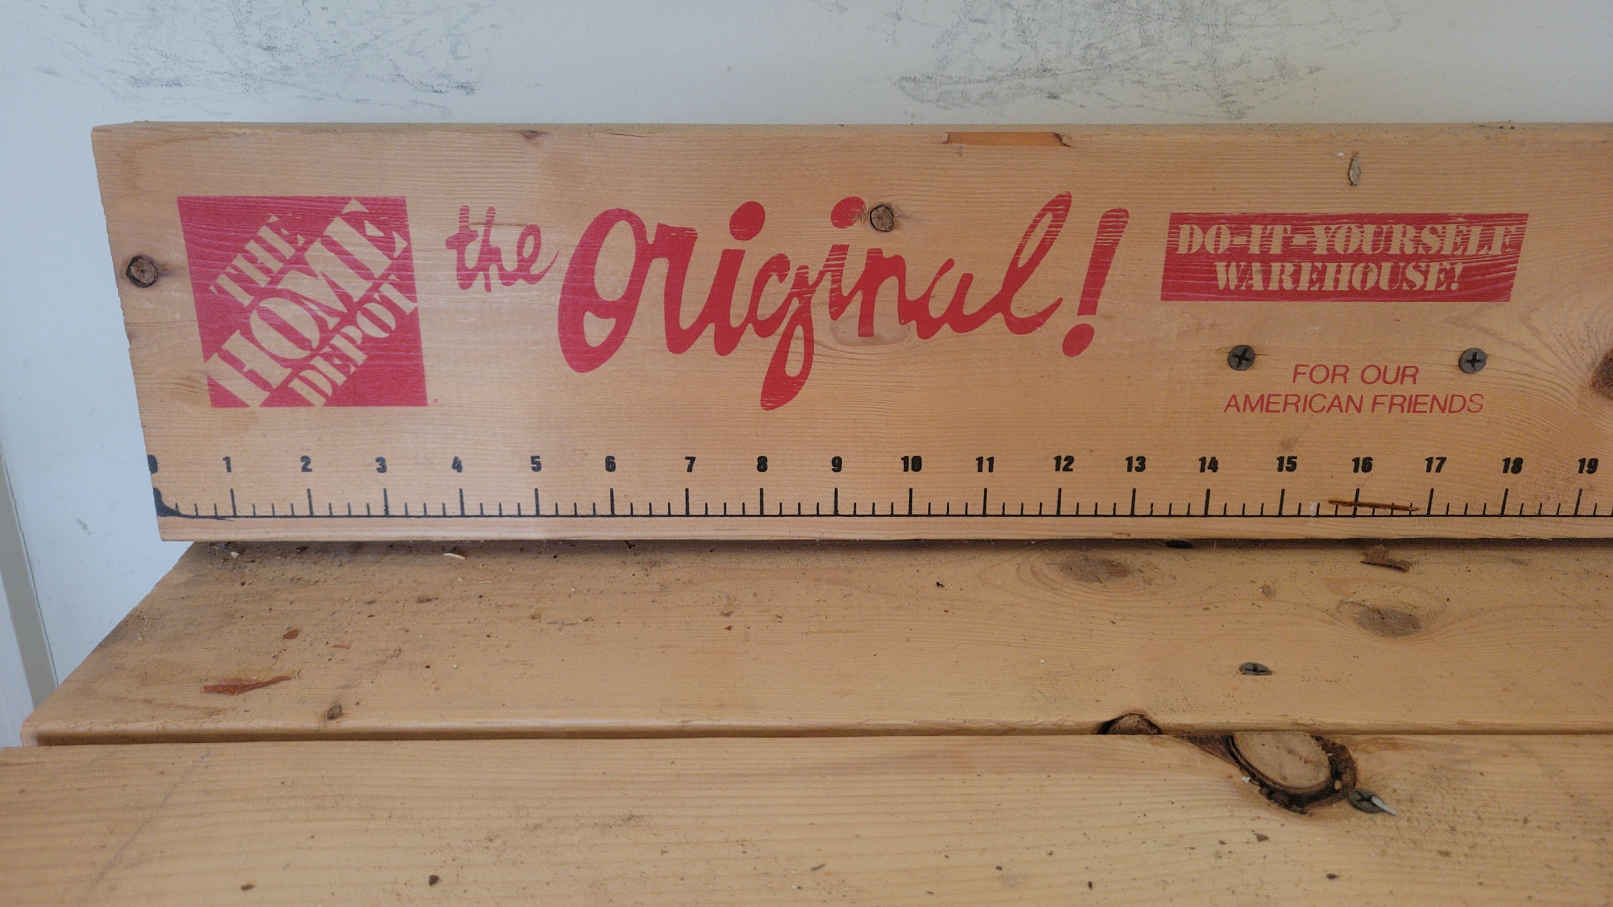 THE
HOME
DEPOT
the Original!
DO-IT-YOURSELF
WAREHOUSE!
FOR OUR
AMERICAN FRIENDS
0 1 2 3 4 5 6 7 8 9 10 11 12 13 14 15 16 17 18 19